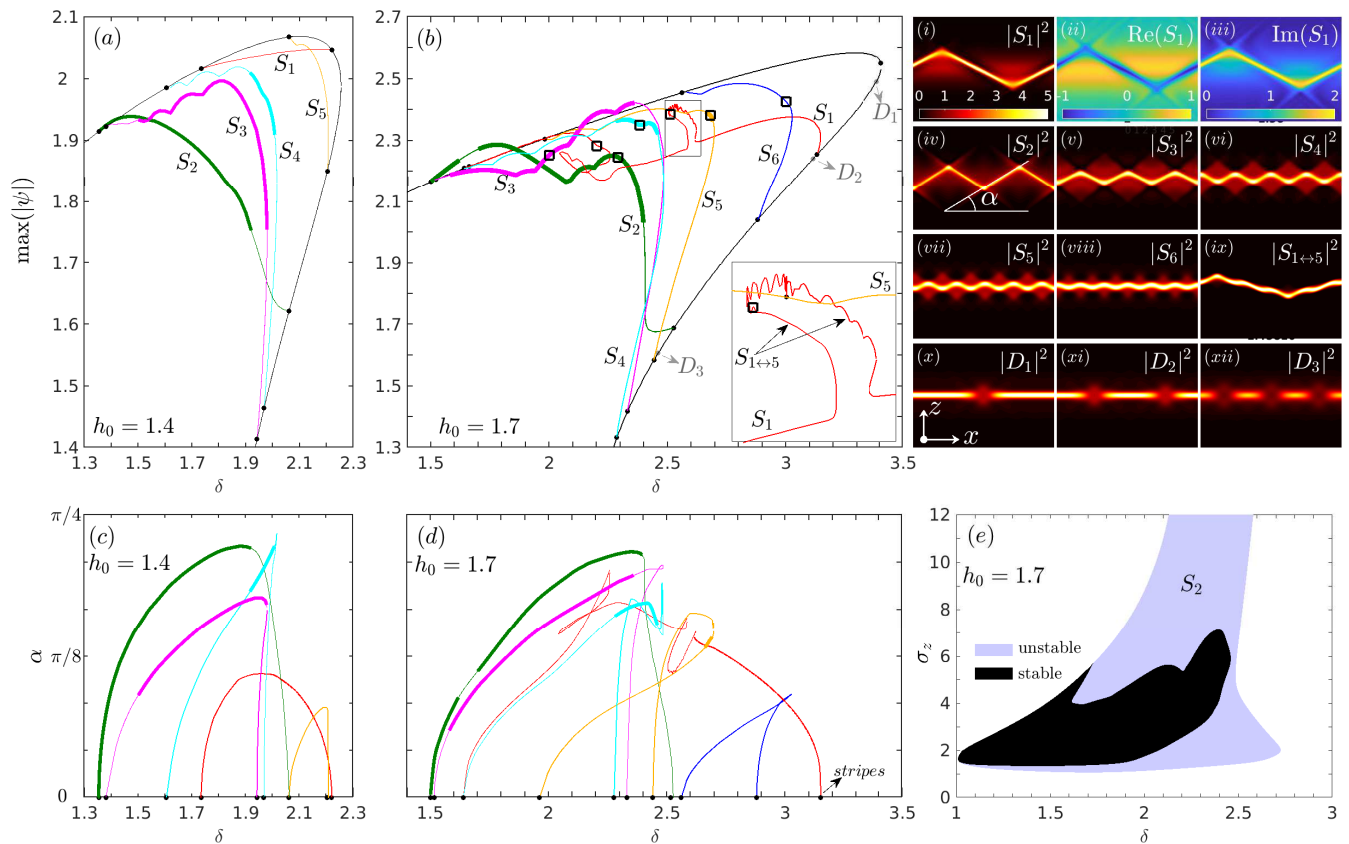 (a)
max(|ψ|)
2.1
2
1.9
1.8
1.7
1.6
1.5
1.4
S₁
S₅
S₃
S₄
S₂
h₀ = 1.4
1.3 1.5 1.7 1.9 2.1 2.3
δ
(b)
2.7
2.5
2.3
2.1
1.9
1.7
1.5
1.3
S₁
D₁
D₂
S₆
S₅
S₃
S₂
S₄
D₃
h₀ = 1.7
S₅
S₁↔₅
S₁
1.5 2 2.5 3 3.5
δ
(i) |S₁|²
0 1 2 3 4 5
(ii) Re(S₁)
-1 0 1
(iii) Im(S₁)
0 1 2
(iv) |S₂|²
α
(v) |S₃|²
(vi) |S₄|²
(vii) |S₅|²
(viii) |S₆|²
(ix) |S₁↔₅|²
(x) |D₁|²
z
x
(xi) |D₂|²
(xii) |D₃|²
(c)
π/4
h₀ = 1.4
α
π/8
0
1.3 1.5 1.7 1.9 2.1 2.3
δ
(d)
h₀ = 1.7
stripes
1.5 2 2.5 3 3.5
δ
(e)
σz
12
10
8
6
4
2
0
h₀ = 1.7
S₂
unstable
stable
1 1.5 2 2.5 3
δ